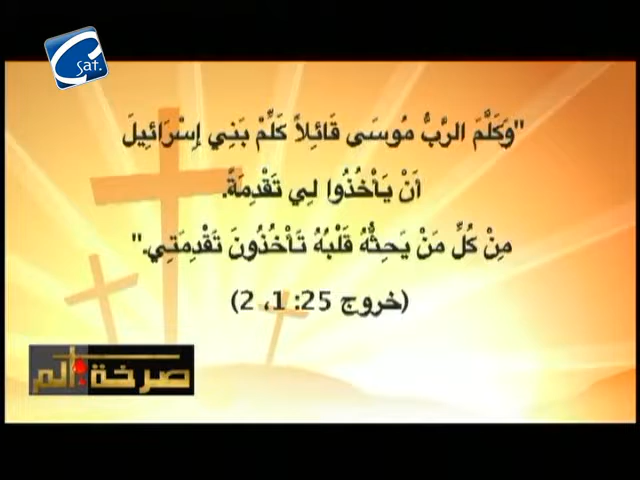 C Sat.
"وَكَلَّمَ الرَّبُّ مُوسَى قَائِلاً كَلِّمْ بَنِي إِسْرَائِيلَ
أَنْ يَأْخُذُوا لِي تَقْدِمَةً.
مِنْ كُلِّ مَنْ يَحِثُّهُ قَلْبُهُ تَأْخُذُونَ تَقْدِمَتِي."
(خروج 25: 1، 2)
صرخة ألم